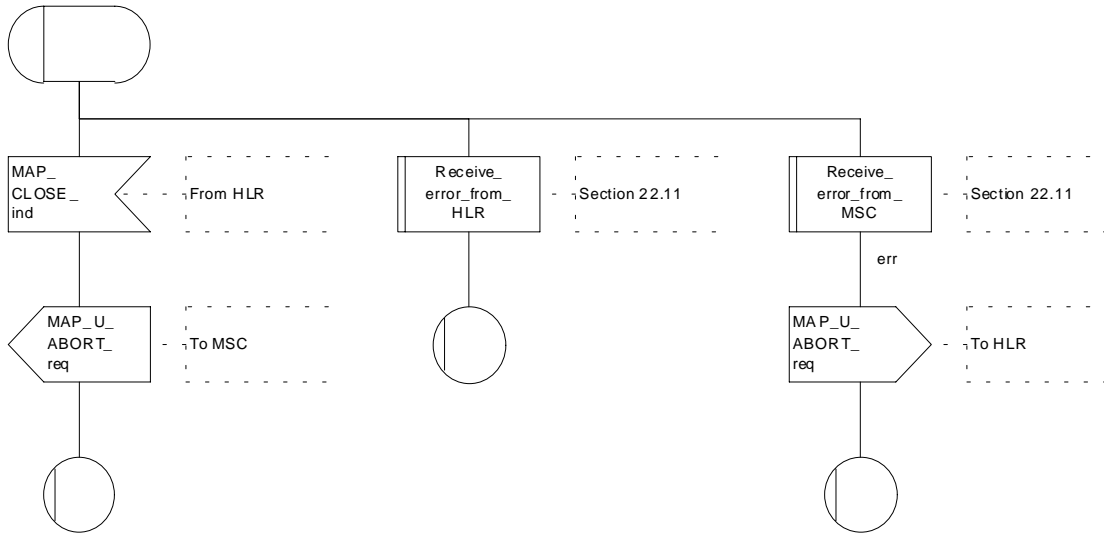 MAP_
CLOSE_
ind
From HLR
Receive_
error_from_
HLR
Section 22.11
Receive_
error_from_
MSC
Section 22.11
err
MAP_U_
ABORT_
req
To MSC
MAP_U_
ABORT_
req
To HLR